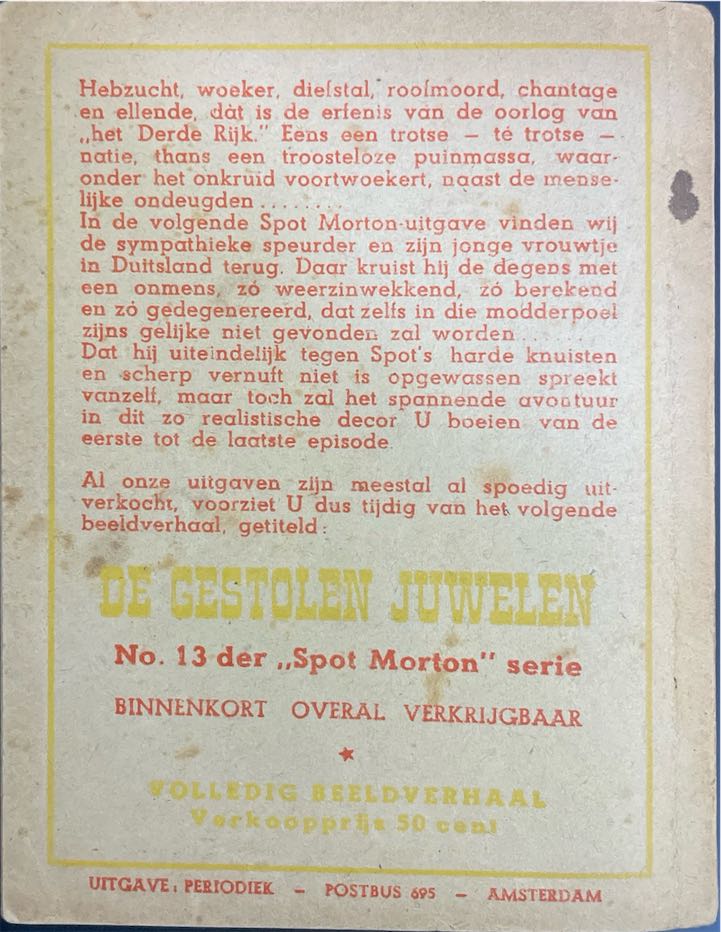 Hebzucht, woeker, diefstal, roofmoord, chantage
en ellende, dàt is de erfenis van de oorlog van
„het Derde Rijk." Eens een trotse — té trotse —
natie, thans een troosteloze puinmassa, waar-
onder het onkruid voortwoekert, naast de mense-
lijke ondeugden ........
In de volgende Spot Morton-uitgave vinden wij
de sympathieke speurder en zijn jonge vrouwtje
in Duitsland terug. Daar kruist hij de degens met
een onmens, zó weerzinwekkend, zó berekend
en zó gedegenereerd, dat zelfs in die modderpoel
zijns gelijke niet gevonden zal worden.......
Dat hij uiteindelijk tegen Spot's harde knuisten
en scherp vernuft niet is opgewassen spreekt
vanzelf, maar toch zal het spannende avontuur
in dit zo realistische decor U boeien van de
eerste tot de laatste episode.
Al onze uitgaven zijn meestal al spoedig uit-
verkocht, voorziet U dus tijdig van het volgende
beeldverhaal, getiteld:
DE GESTOLEN JUWELEN
No. 13 der „Spot Morton" serie
BINNENKORT OVERAL VERKRIJGBAAR
VOLLEDIG BEELDVERHAAL
Verkoopprijs 50 cent
UITGAVE: PERIODIEK — POSTBUS 695 — AMSTERDAM